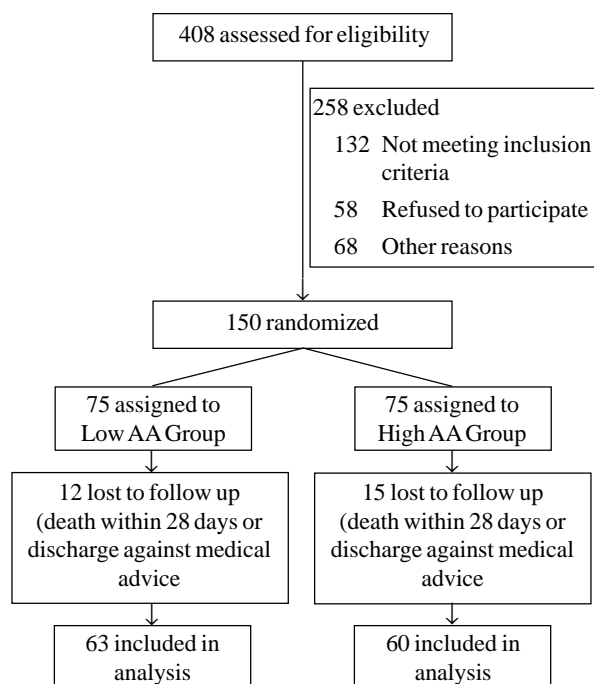 408 assessed for eligibility
258 excluded
132 Not meeting inclusion
criteria
58 Refused to participate
68 Other reasons
150 randomized
75 assigned to
Low AA Group
75 assigned to
High AA Group
12 lost to follow up
(death within 28 days or
discharge against medical
advice
15 lost to follow up
(death within 28 days or
discharge against medical
advice
63 included in
analysis
60 included in
analysis